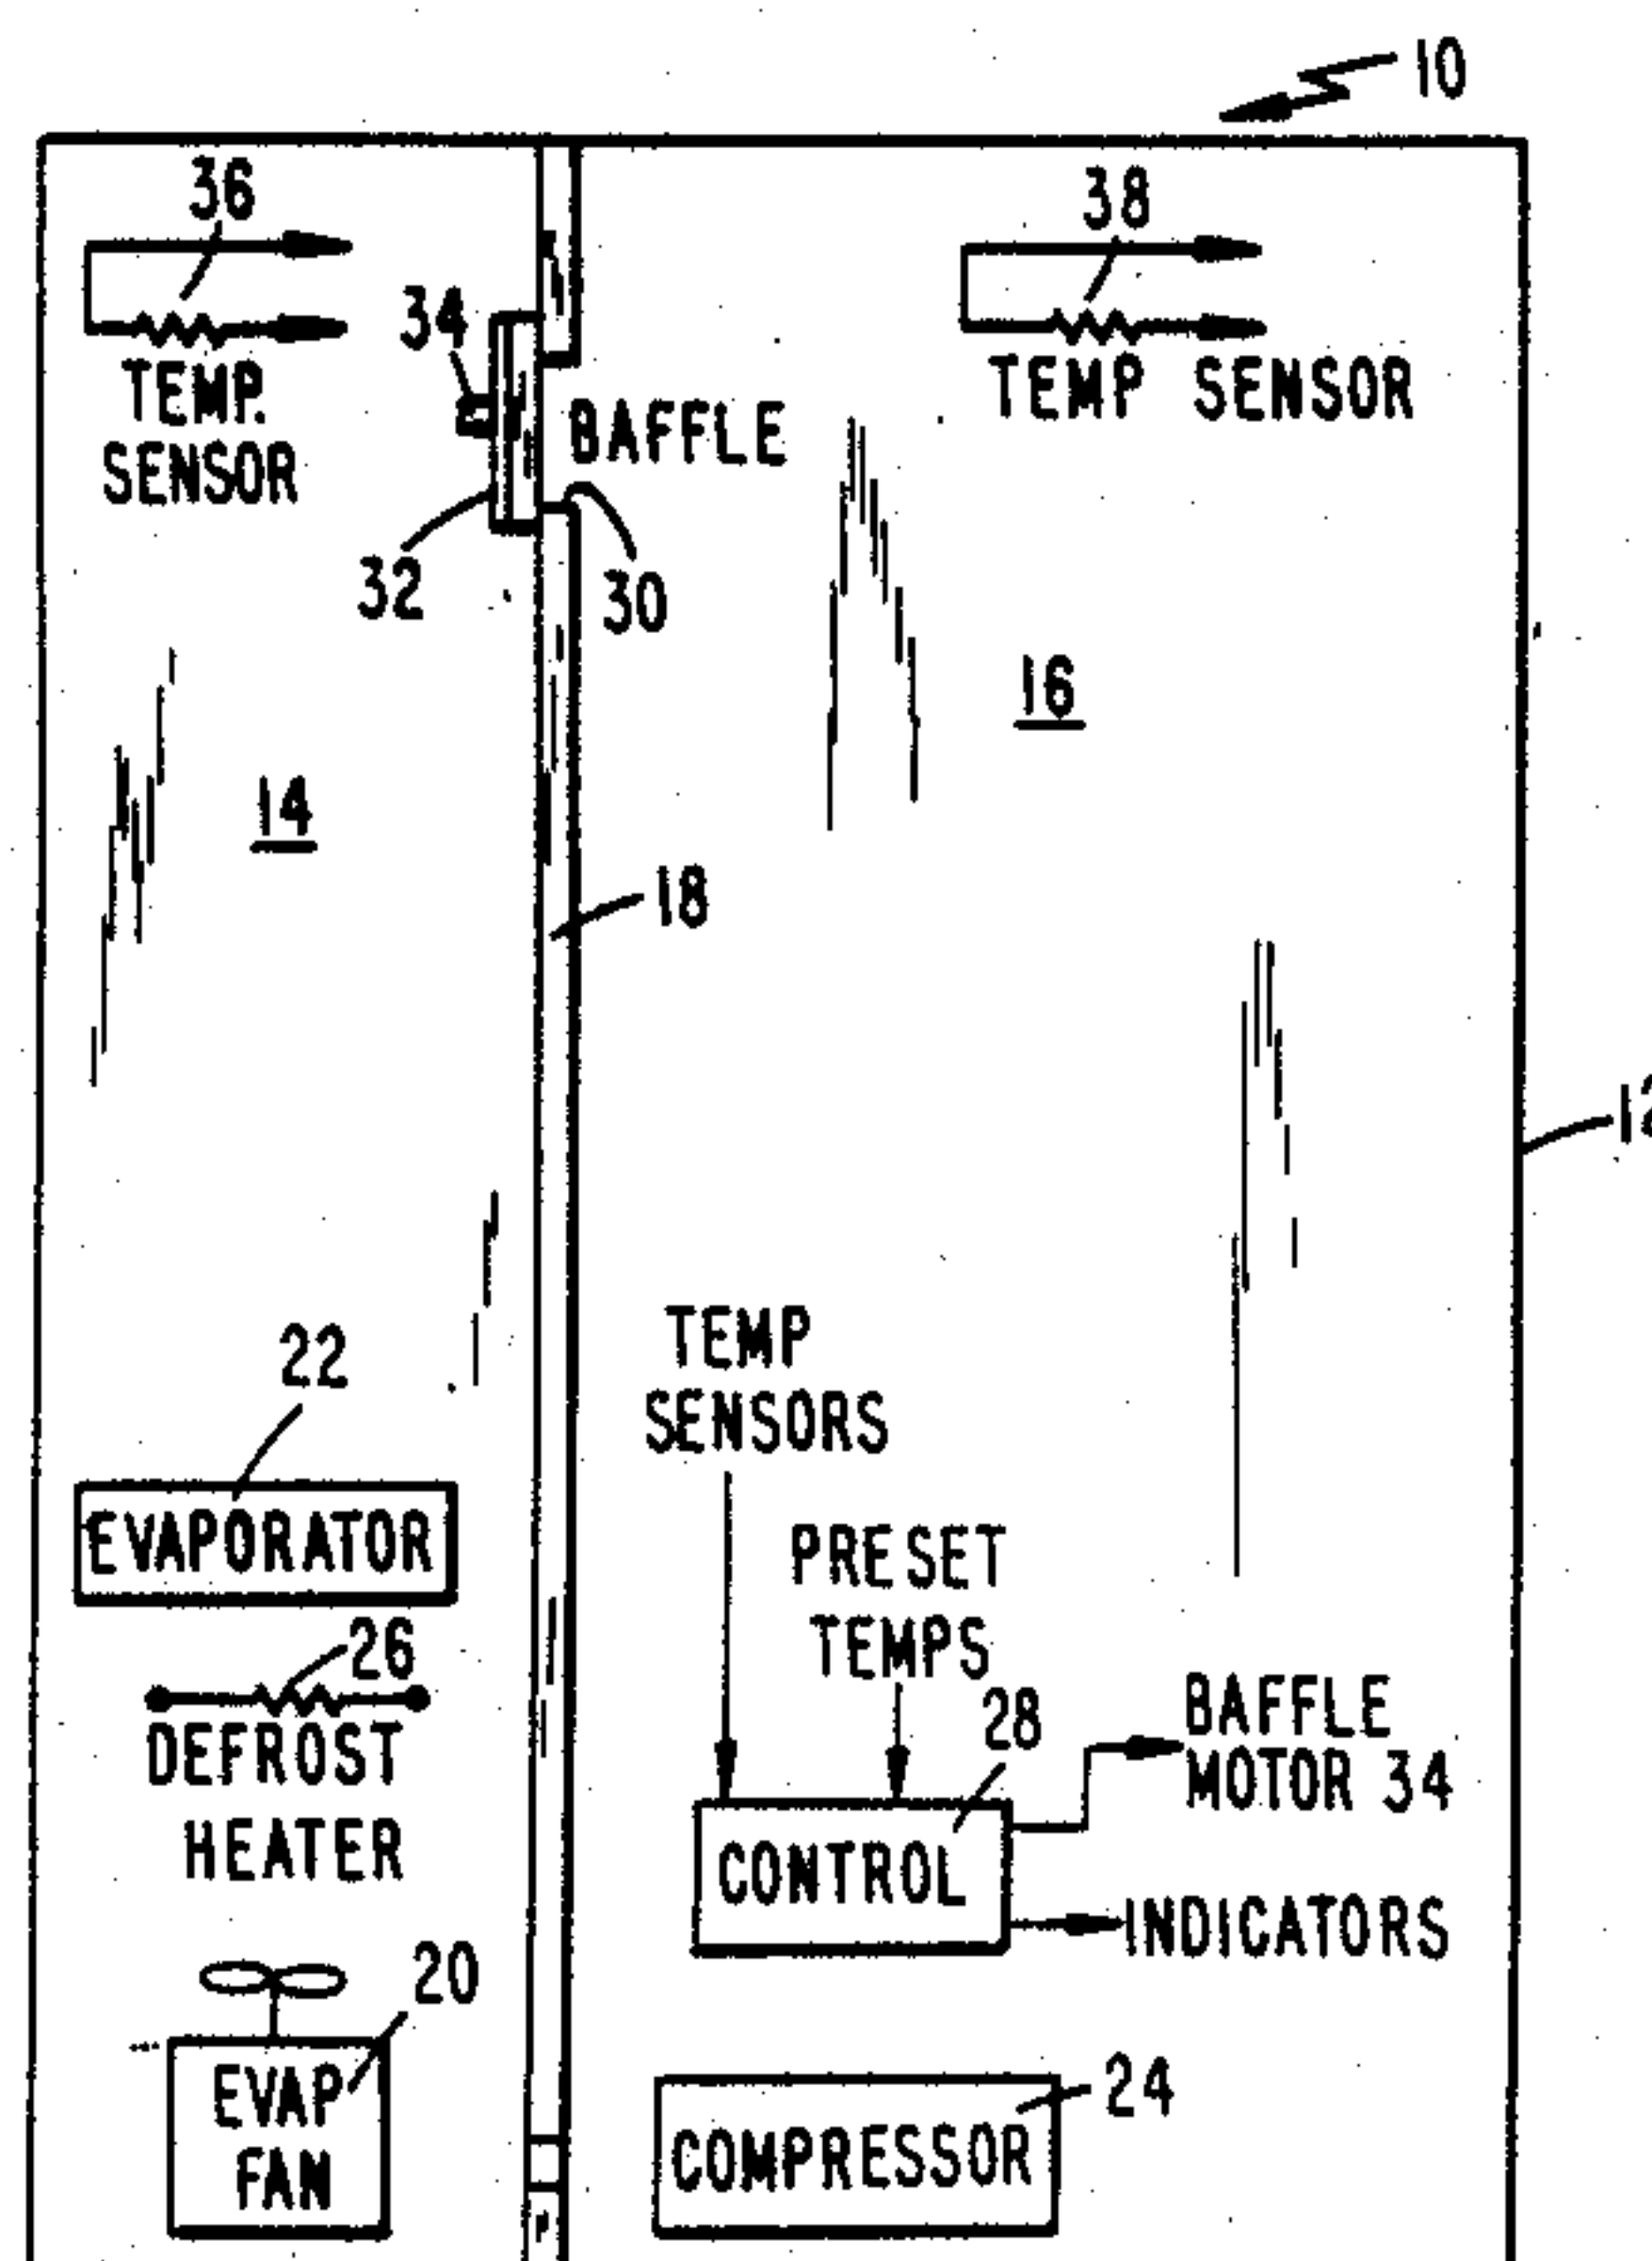 10
36
38
34
TEMP.
SENSOR
TEMP SENSOR
BAFFLE
32
30
16
14
18
12
TEMP
SENSORS
22
EVAPORATOR
PRESET
TEMPS
26
DEFROST
HEATER
28
BAFFLE
MOTOR 34
CONTROL
INDICATORS
20
EVAP
FAN
24
COMPRESSOR